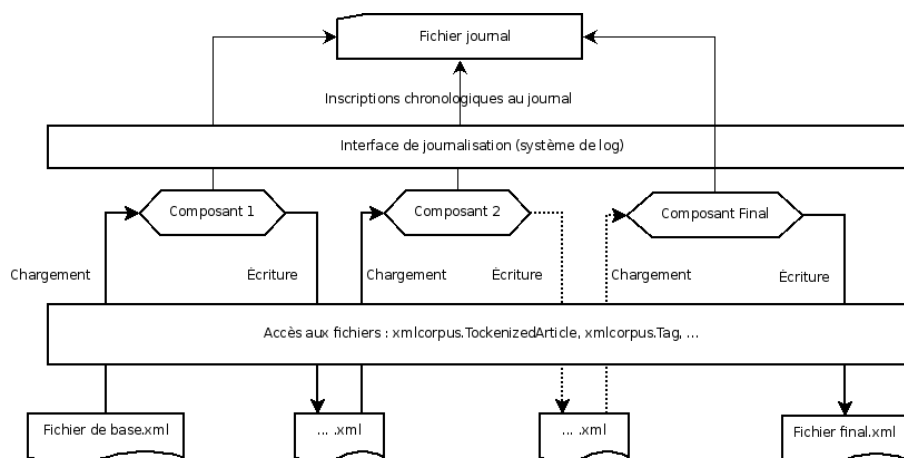 Fichier journal
Inscriptions chronologiques au journal
Interface de journalisation (système de log)
Composant 1
Composant 2
Composant Final
Chargement
Écriture
Chargement
Écriture
Chargement
Écriture
Accès aux fichiers : xmlcorpus.TockenizedArticle, xmlcorpus.Tag, ...
Fichier de base.xml
... .xml
... .xml
Fichier final.xml